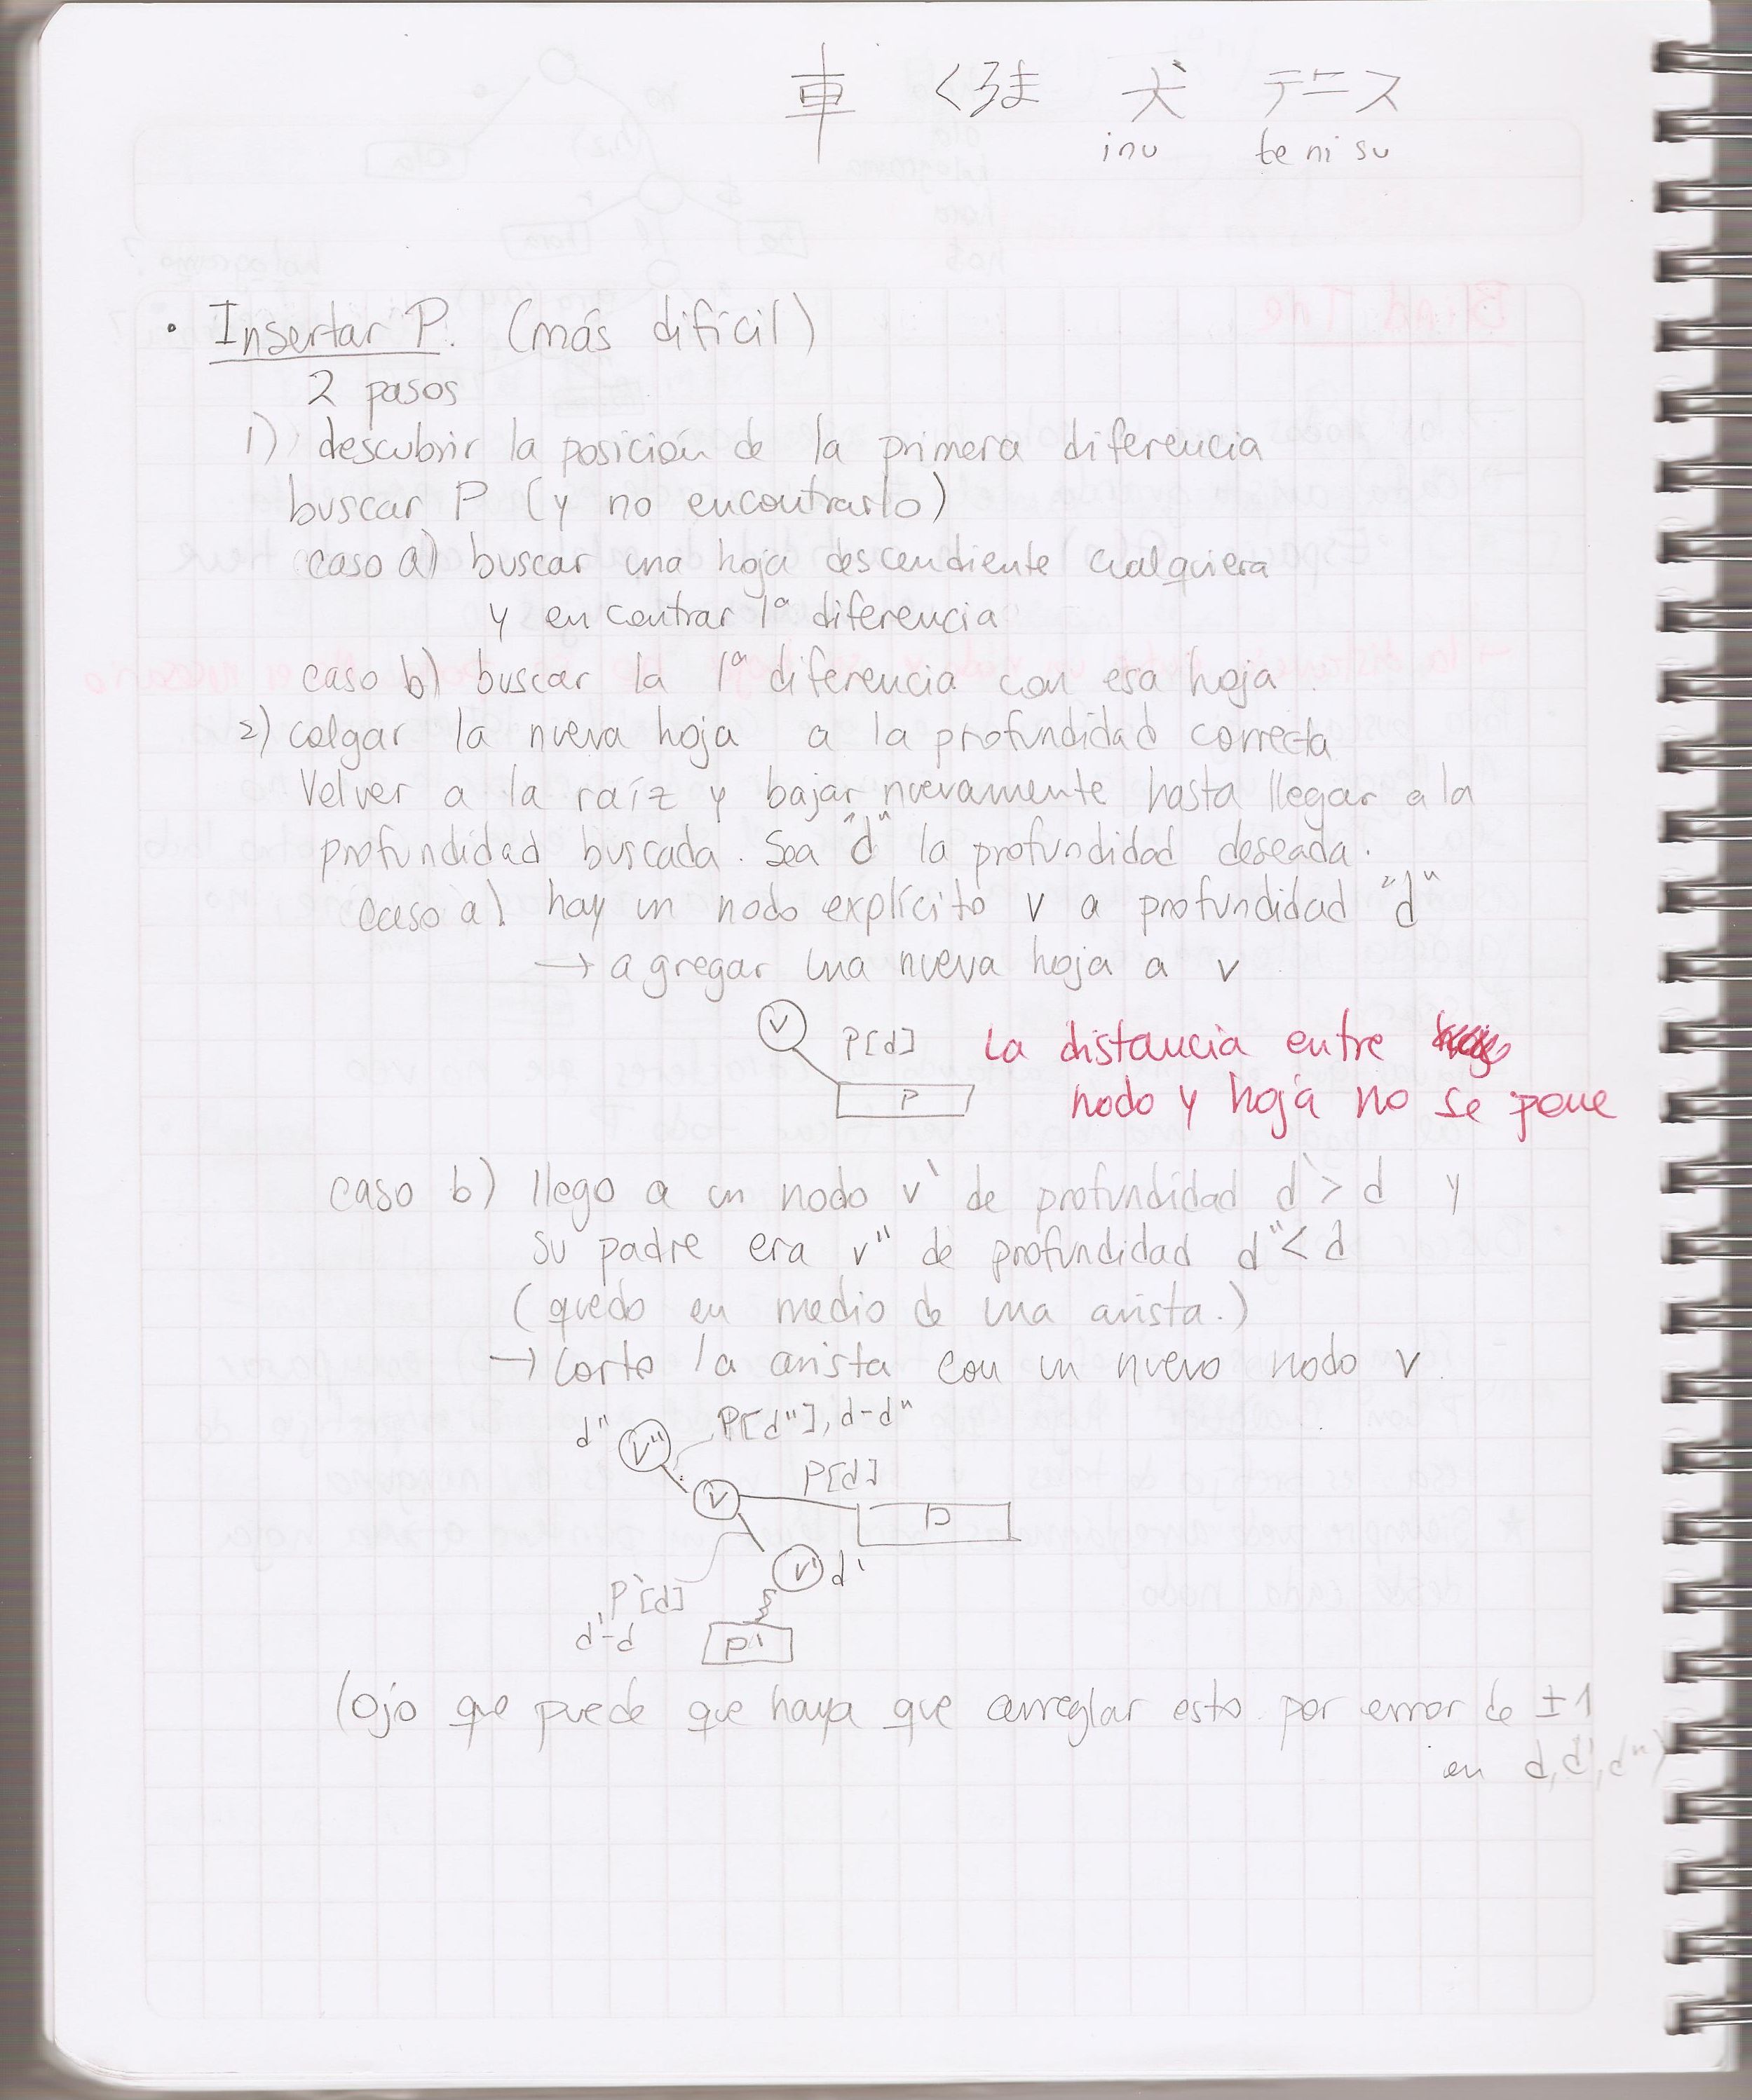 車 くるま 犬 テニス
inu te ni su
• Insertar P. (más difícil)
2 pasos
1) descubrir la posición de la primera diferencia
buscar P (y no encontrarlo)
caso a) buscar una hoja descendiente cualquiera
y encontrar 1ª diferencia
caso b) buscar la 1ª diferencia con esa hoja
2) colgar la nueva hoja a la profundidad correcta
Volver a la raíz y bajar nuevamente hasta llegar a la
profundidad buscada. Sea "d" la profundidad deseada.
caso a) hay un nodo explícito v a profundidad "d"
→ agregar una nueva hoja a v
v P[d] La distancia entre
P nodo y hoja no se pone
caso b) llego a un nodo v' de profundidad d' > d y
su padre era v" de profundidad d" < d
(quedo en medio de una arista.)
→ corto la arista con un nuevo nodo v.
d" v" P[d"], d-d"
P[d]
v P
v' d'
P'[d]
, d'-d
P'
(ojo que puede que haya que arreglar esto por error de ±1
en d, d', d")